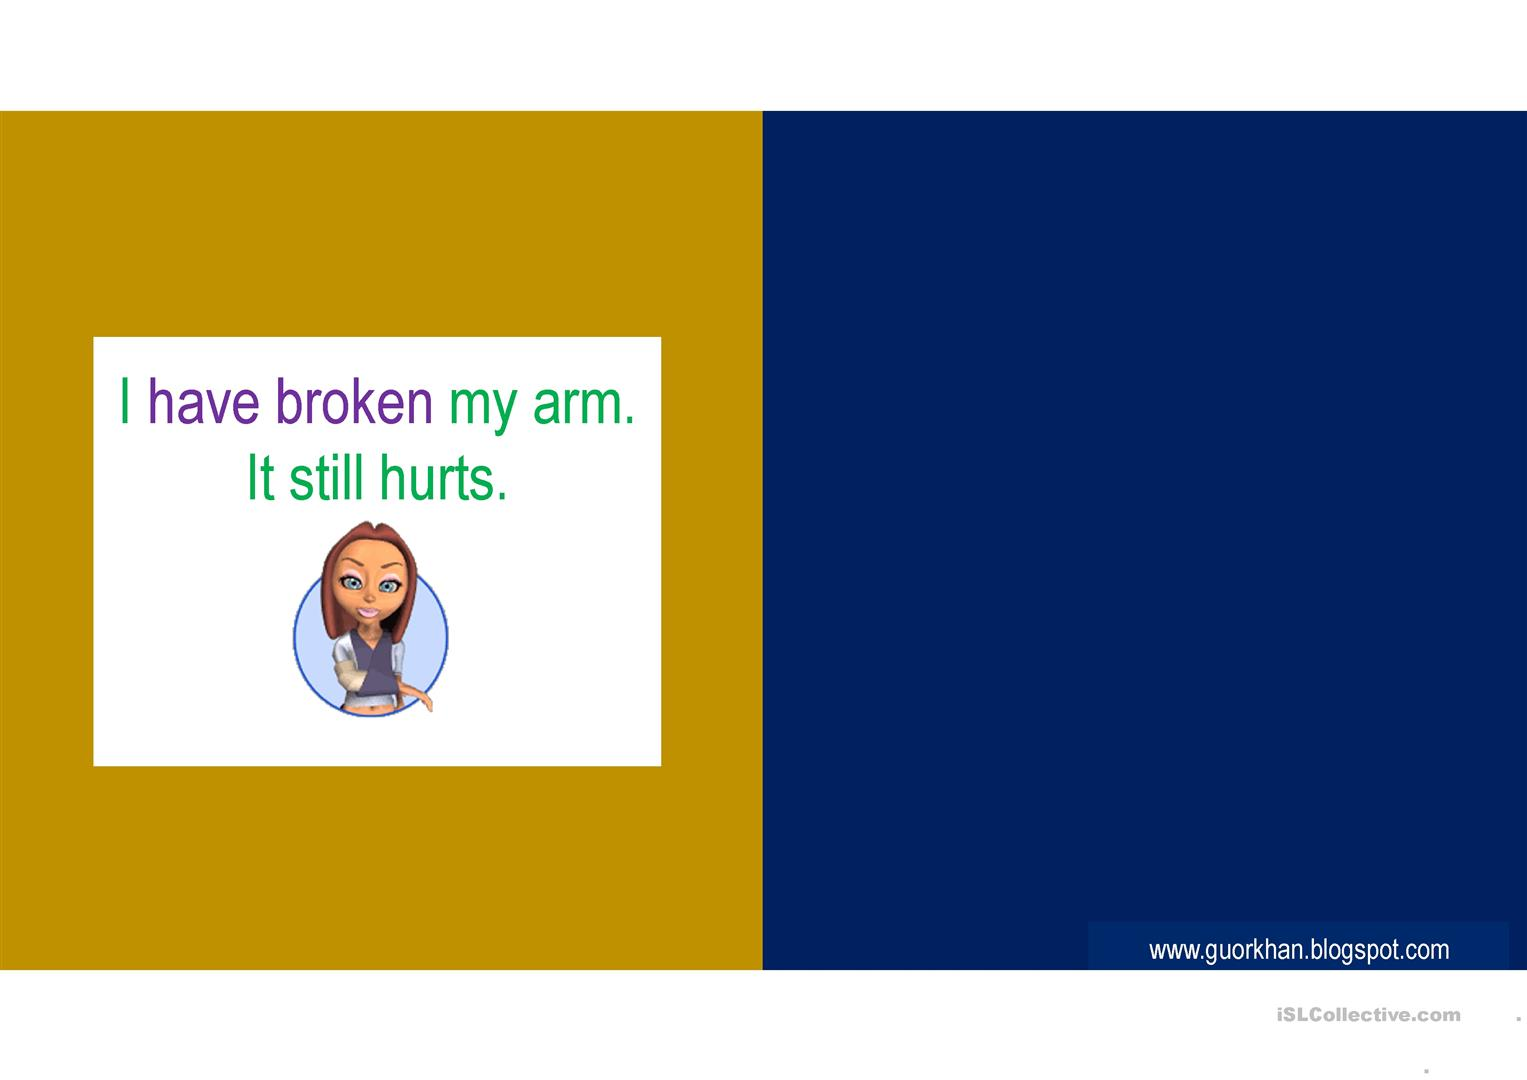 I have broken my arm.
It still hurts.
www.guorkhan.blogspot.com
iSLCollective.com